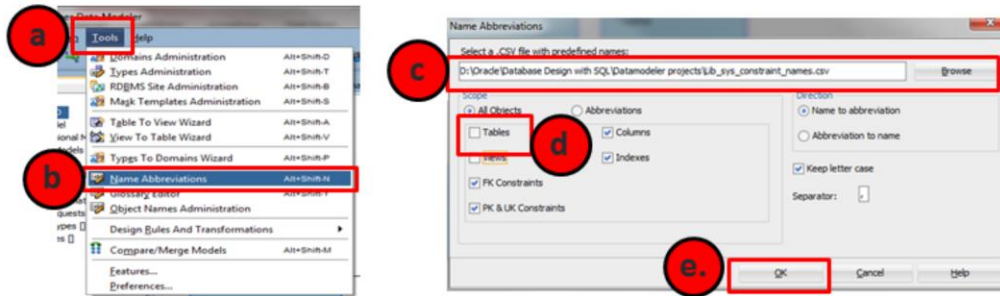 a
Tools Help
Domains Administration Alt+Shift-D
Types Administration Alt+Shift-T
RDBMS Site Administration Alt+Shift-B
Mask Templates Administration Alt+Shift-S
Table To View Wizard Alt+Shift-A
View To Table Wizard Alt+Shift-V
Types To Domains Wizard Alt+Shift-P
b
Name Abbreviations Alt+Shift-N
Glossary Editor Alt+Shift-T
Object Names Administration
Design Rules And Transformations
Compare/Merge Models Alt+Shift-M
Features...
Preferences...
Name Abbreviations
Select a .CSV file with predefined names:
c
D:\Oracle\Database Design with SQL\Datamodeler projects\Lib_sys_constraint_names.csv Browse
Scope Direction
All Objects Abbreviations Name to abbreviation
Tables d Columns Abbreviation to name
Views Indexes Keep letter case
FK Constraints Separator: ,
PK & UK Constraints
e. OK Cancel Help